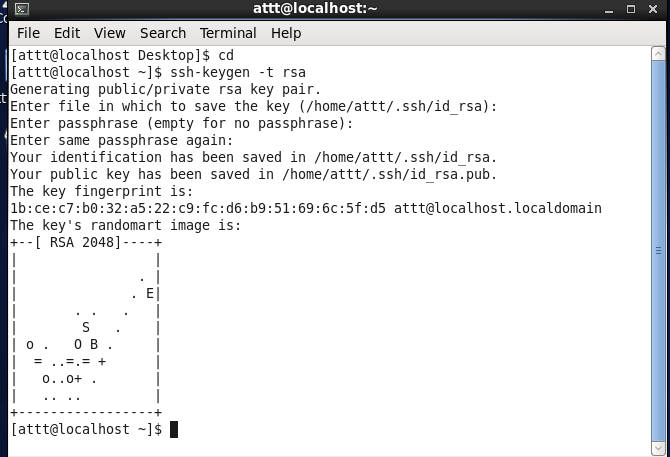 attt@localhost:~
File Edit View Search Terminal Help
[attt@localhost Desktop]$ cd
[attt@localhost ~]$ ssh-keygen -t rsa
Generating public/private rsa key pair.
Enter file in which to save the key (/home/attt/.ssh/id_rsa):
Enter passphrase (empty for no passphrase):
Enter same passphrase again:
Your identification has been saved in /home/attt/.ssh/id_rsa.
Your public key has been saved in /home/attt/.ssh/id_rsa.pub.
The key fingerprint is:
1b:ce:c7:b0:32:a5:22:c9:fc:d6:b9:51:69:6c:5f:d5 attt@localhost.localdomain
The key's randomart image is:
+--[ RSA 2048]----+
|                 |
|               . |
|              . E|
|       . .   .   |
|        S   .    |
| o .   O B .     |
|  = ..=.= +      |
|   o..o+ .       |
|   .. ..         |
+-----------------+
[attt@localhost ~]$